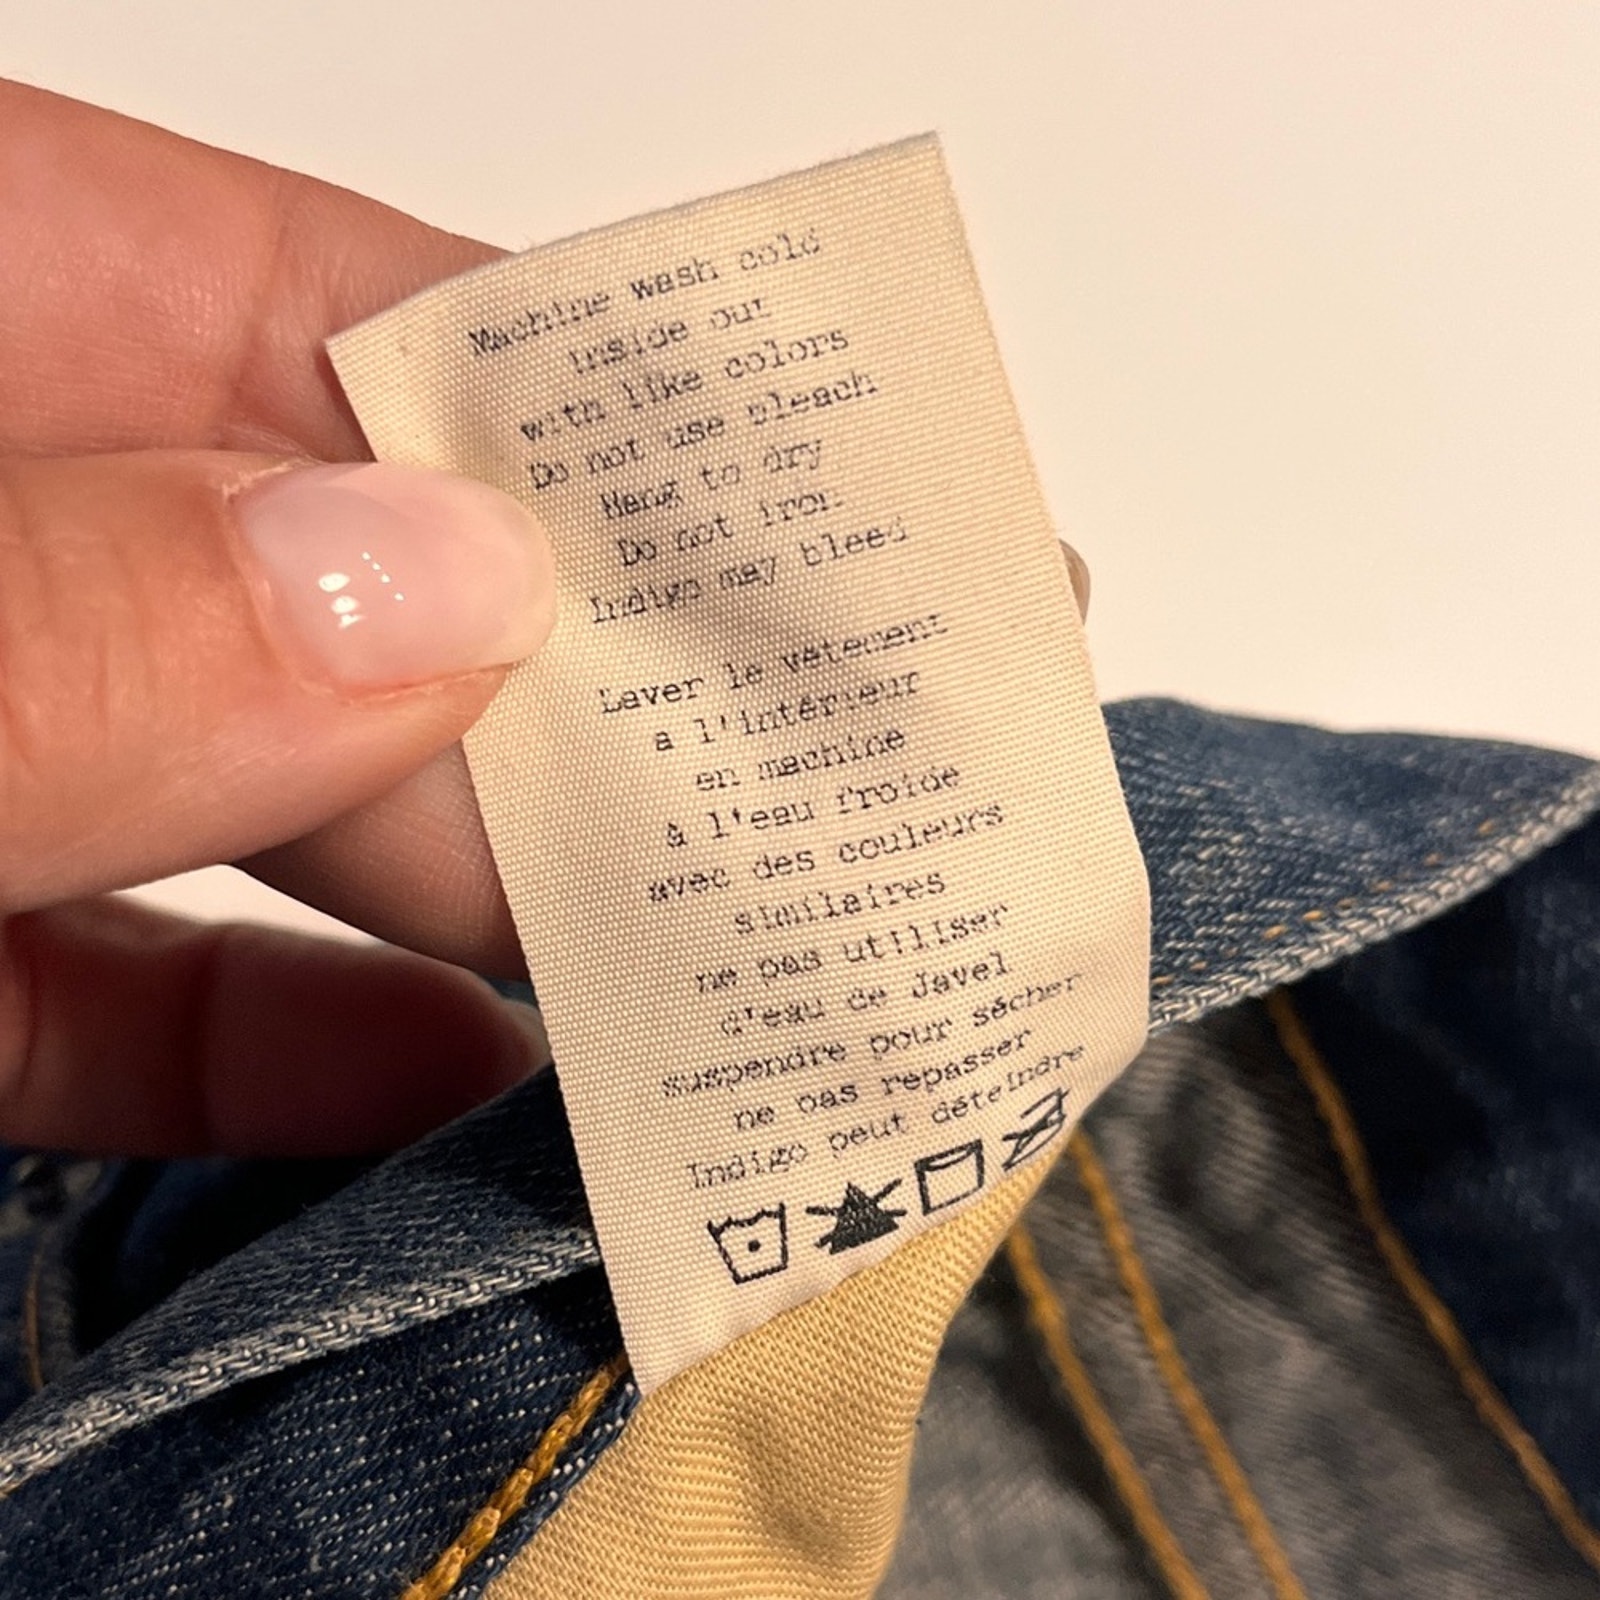 Machine wash cold
inside out
with like colors
Do not use bleach
Hang to dry
Do not iron
Indigo may bleed
Laver le vêtement
à l'intérieur
en machine
à l'eau froide
avec des couleurs
similaires
ne pas utiliser
d'eau de Javel
suspendre pour sécher
ne pas repasser
Indigo peut déteindre